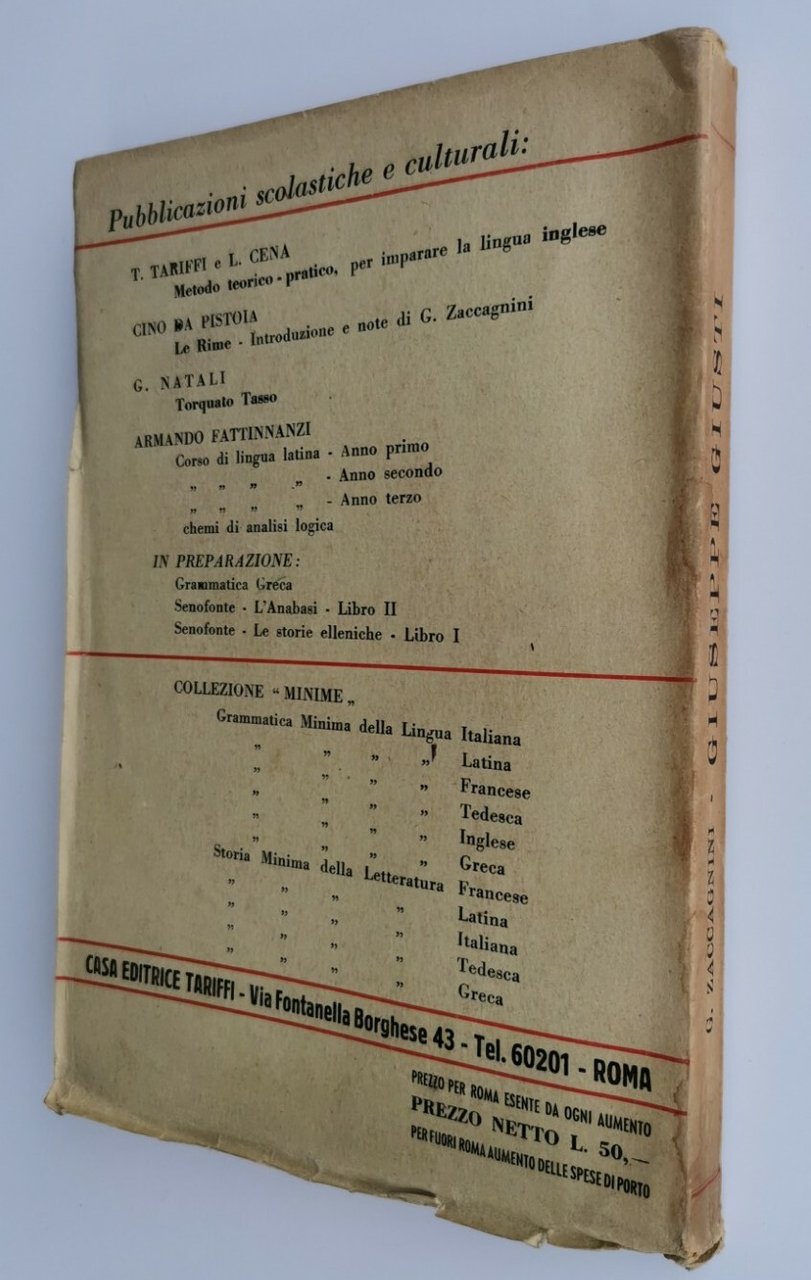 Pubblicazioni scolastiche e culturali:
T. TARIFFI e L. CENA
Metodo teorico - pratico, per imparare la lingua inglese
CINO DA PISTOIA
Le Rime - Introduzione e note di G. Zaccagnini
G. NATALI
Torquato Tasso
ARMANDO FATTINNANZI
Corso di lingua latina - Anno primo
„ „ „ „ - Anno secondo
„ „ „ „ - Anno terzo
chemi di analisi logica
IN PREPARAZIONE:
Grammatica Greca
Senofonte - L'Anabasi - Libro II
Senofonte - Le storie elleniche - Libro I
COLLEZIONE “ MINIME „
Grammatica Minima della Lingua Italiana
„ „ „ „ Latina
„ „ „ „ Francese
„ „ „ „ Tedesca
„ „ „ „ Inglese
„ „ „ „ Greca
Storia Minima della Letteratura Francese
„ „ „ „ Latina
„ „ „ „ Italiana
„ „ „ „ Tedesca
„ „ „ „ Greca
CASA EDITRICE TARIFFI - Via Fontanella Borghese 43 - Tel. 60201 - ROMA
PREZZO PER ROMA ESENTE DA OGNI AUMENTO
PREZZO NETTO L. 50,—
PER FUORI ROMA AUMENTO DELLE SPESE DI PORTO
G. ZACCAGNINI - GIUSEPPE GIUSTI